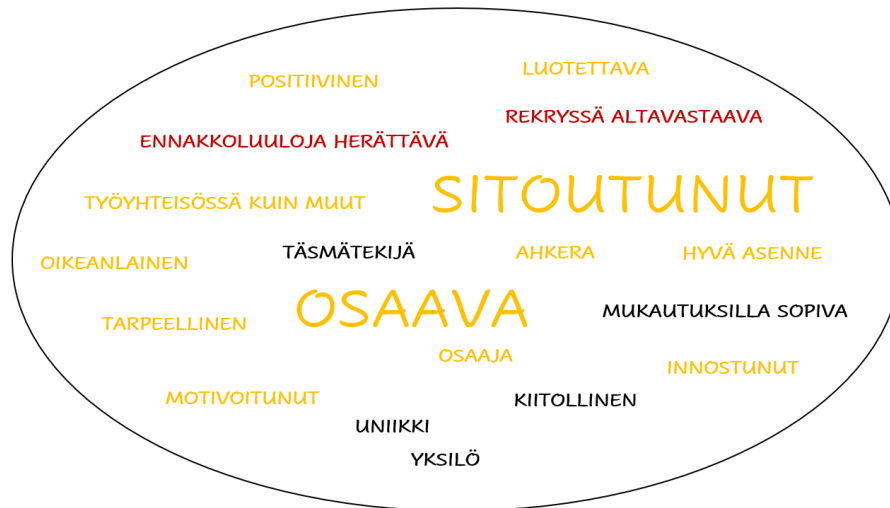 LUOTETTAVA
POSITIIVINEN
REKRYSSÄ ALTAVASTAAVA
ENNAKKOLUULOJA HERÄTTÄVÄ
SITOUTUNUT
TYÖYHTEISÖSSÄ KUIN MUUT
TÄSMÄTEKIJÄ
AHKERA
HYVÄ ASENNE
OIKEANLAINEN
OSAAVA
MUKAUTUKSILLA SOPIVA
TARPEELLINEN
OSAAJA
INNOSTUNUT
MOTIVOITUNUT
KIITOLLINEN
UNIIKKI
YKSILÖ